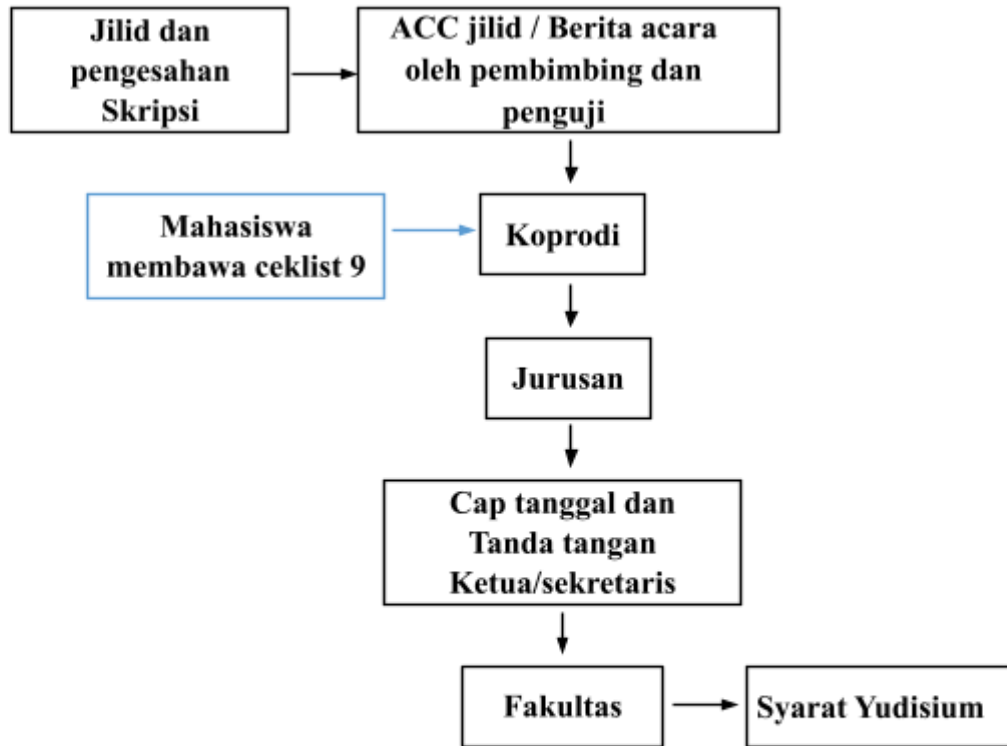 Jilid dan
pengesahan
Skripsi
ACC jilid / Berita acara
oleh pembimbing dan
penguji
Mahasiswa
membawa ceklist 9
Koprodi
Jurusan
Cap tanggal dan
Tanda tangan
Ketua/sekretaris
Fakultas
Syarat Yudisium